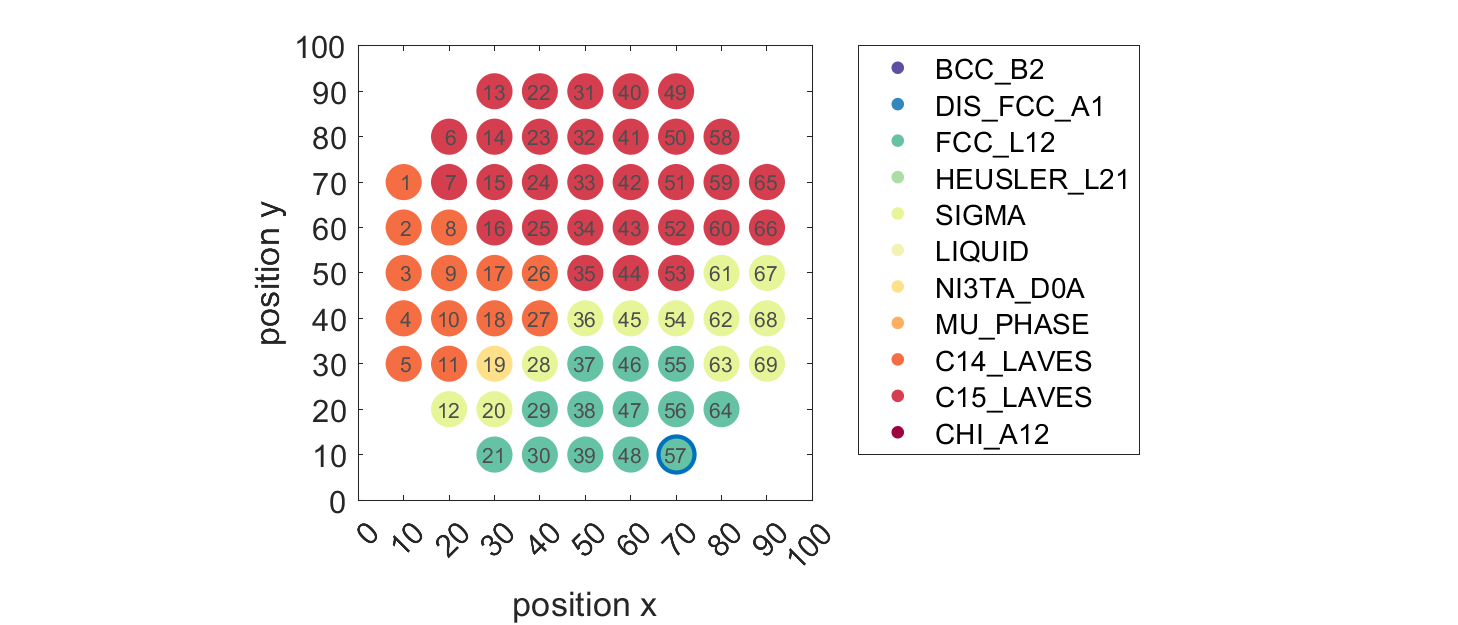 100
90
80
70
60
50
40
30
20
10
0
position y
13 22 31 40 49
6 14 23 32 41 50 58
1 7 15 24 33 42 51 59 65
2 8 16 25 34 43 52 60 66
3 9 17 26 35 44 53 61 67
4 10 18 27 36 45 54 62 68
5 11 19 28 37 46 55 63 69
12 20 29 38 47 56 64
21 30 39 48 57
0 10 20 30 40 50 60 70 80 90 100
position x
BCC_B2
DIS_FCC_A1
FCC_L12
HEUSLER_L21
SIGMA
LIQUID
NI3TA_D0A
MU_PHASE
C14_LAVES
C15_LAVES
CHI_A12